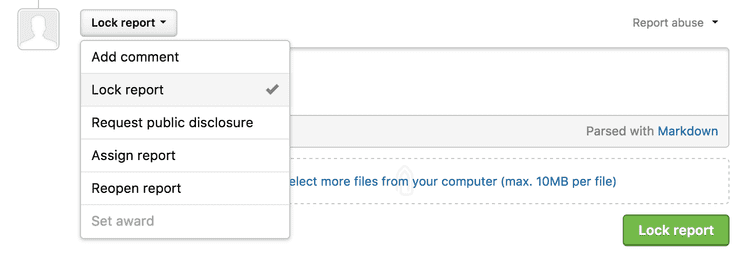 Lock report
Report abuse
Add comment
Lock report
Request public disclosure
Assign report
Reopen report
Set award
Parsed with Markdown
elect more files from your computer (max. 10MB per file)
Lock report